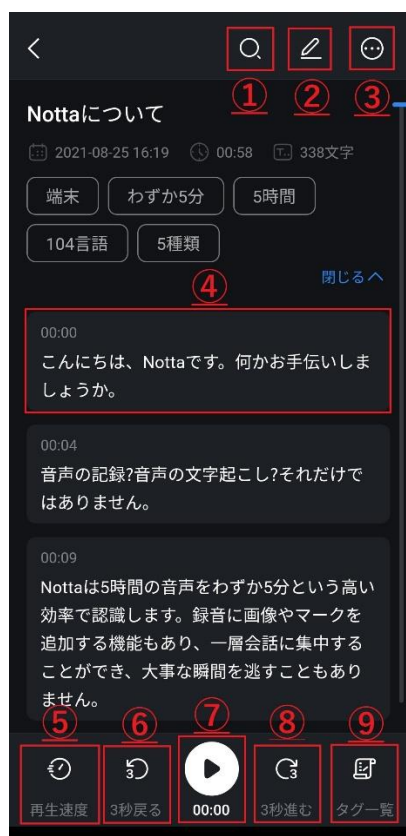 ① ② ③
Nottaについて
2021-08-25 16:19 00:58 T.. 338文字
端末 わずか5分 5時間
104言語 5種類
閉じる
④
00:00
こんにちは、Nottaです。何かお手伝いしま
しょうか。
00:04
音声の記録?音声の文字起こし?それだけで
はありません。
00:09
Nottaは5時間の音声をわずか5分という高い
効率で認識します。録音に画像やマークを
追加する機能もあり、一層会話に集中する
ことができ、大事な瞬間を逃すこともあり
ません。
⑤ ⑥ ⑦ ⑧ ⑨
3 3
再生速度 3秒戻る 00:00 3秒進む タグ一覧